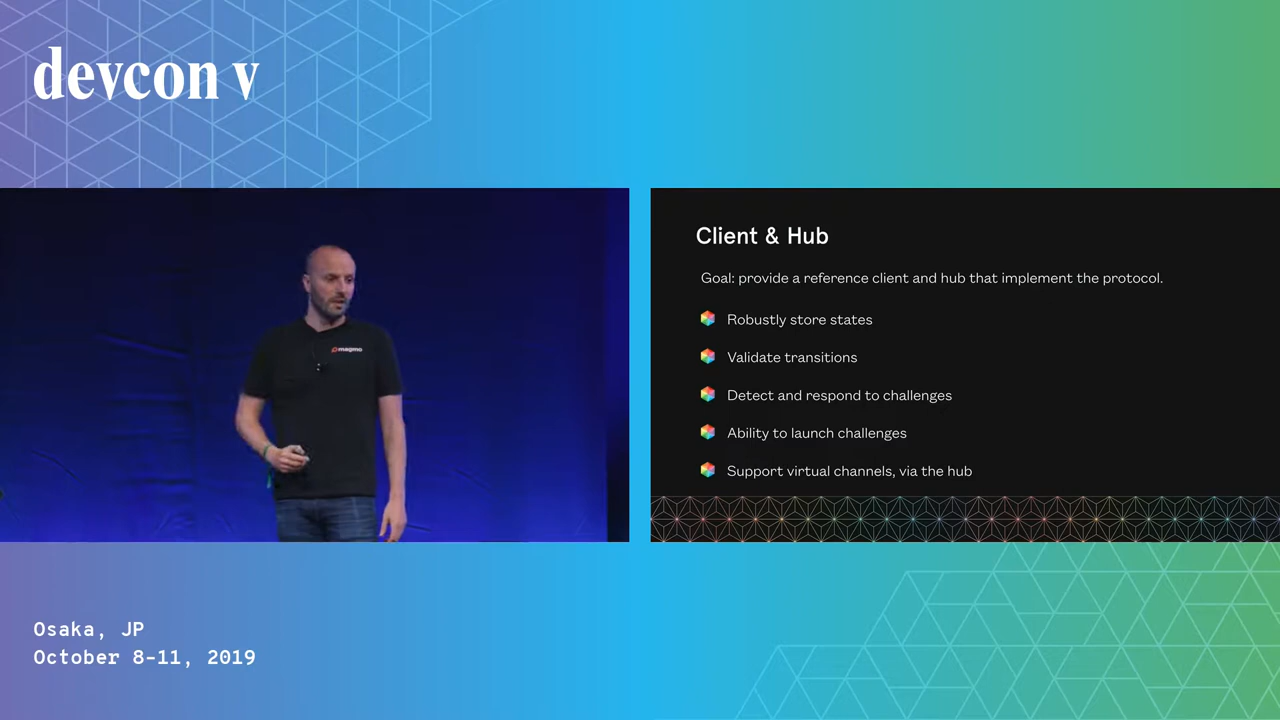 devcon v
magmo
Client & Hub
Goal: provide a reference client and hub that implement the protocol.
Robustly store states
Validate transitions
Detect and respond to challenges
Ability to launch challenges
Support virtual channels, via the hub
Osaka, JP
October 8-11, 2019